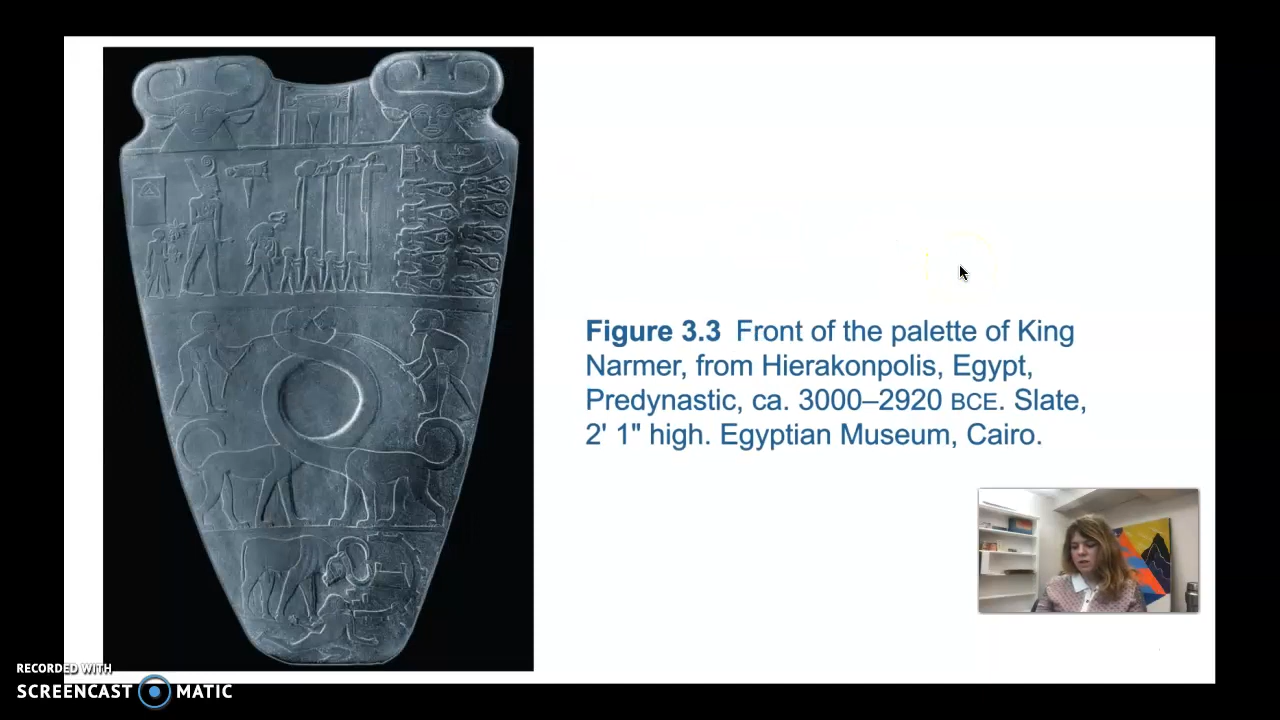 Figure 3.3 Front of the palette of King
Narmer, from Hierakonpolis, Egypt,
Predynastic, ca. 3000–2920 BCE. Slate,
2' 1" high. Egyptian Museum, Cairo.
RECORDED WITH
SCREENCAST MATIC